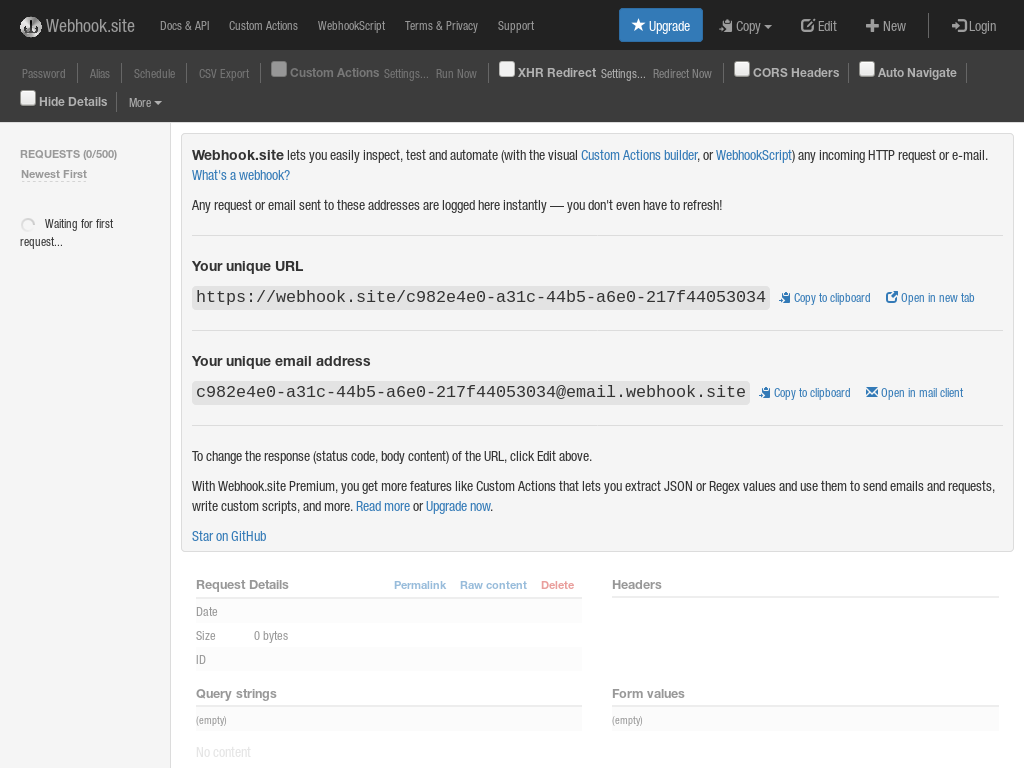 Webhook.site Docs & API Custom Actions WebhookScript Terms & Privacy Support Upgrade Copy Edit New Login
Password Alias Schedule CSV Export Custom Actions Settings... Run Now XHR Redirect Settings... Redirect Now CORS Headers Auto Navigate
Hide Details More
REQUESTS (0/500)
Newest First
Waiting for first
request...
Webhook.site lets you easily inspect, test and automate (with the visual Custom Actions builder, or WebhookScript) any incoming HTTP request or e-mail.
What's a webhook?
Any request or email sent to these addresses are logged here instantly — you don't even have to refresh!
Your unique URL
https://webhook.site/c982e4e0-a31c-44b5-a6e0-217f44053034 Copy to clipboard Open in new tab
Your unique email address
c982e4e0-a31c-44b5-a6e0-217f44053034@email.webhook.site Copy to clipboard Open in mail client
To change the response (status code, body content) of the URL, click Edit above.
With Webhook.site Premium, you get more features like Custom Actions that lets you extract JSON or Regex values and use them to send emails and requests,
write custom scripts, and more. Read more or Upgrade now.
Star on GitHub
Request Details Permalink Raw content Delete Headers
Date
Size 0 bytes
ID
Query strings Form values
(empty) (empty)
No content